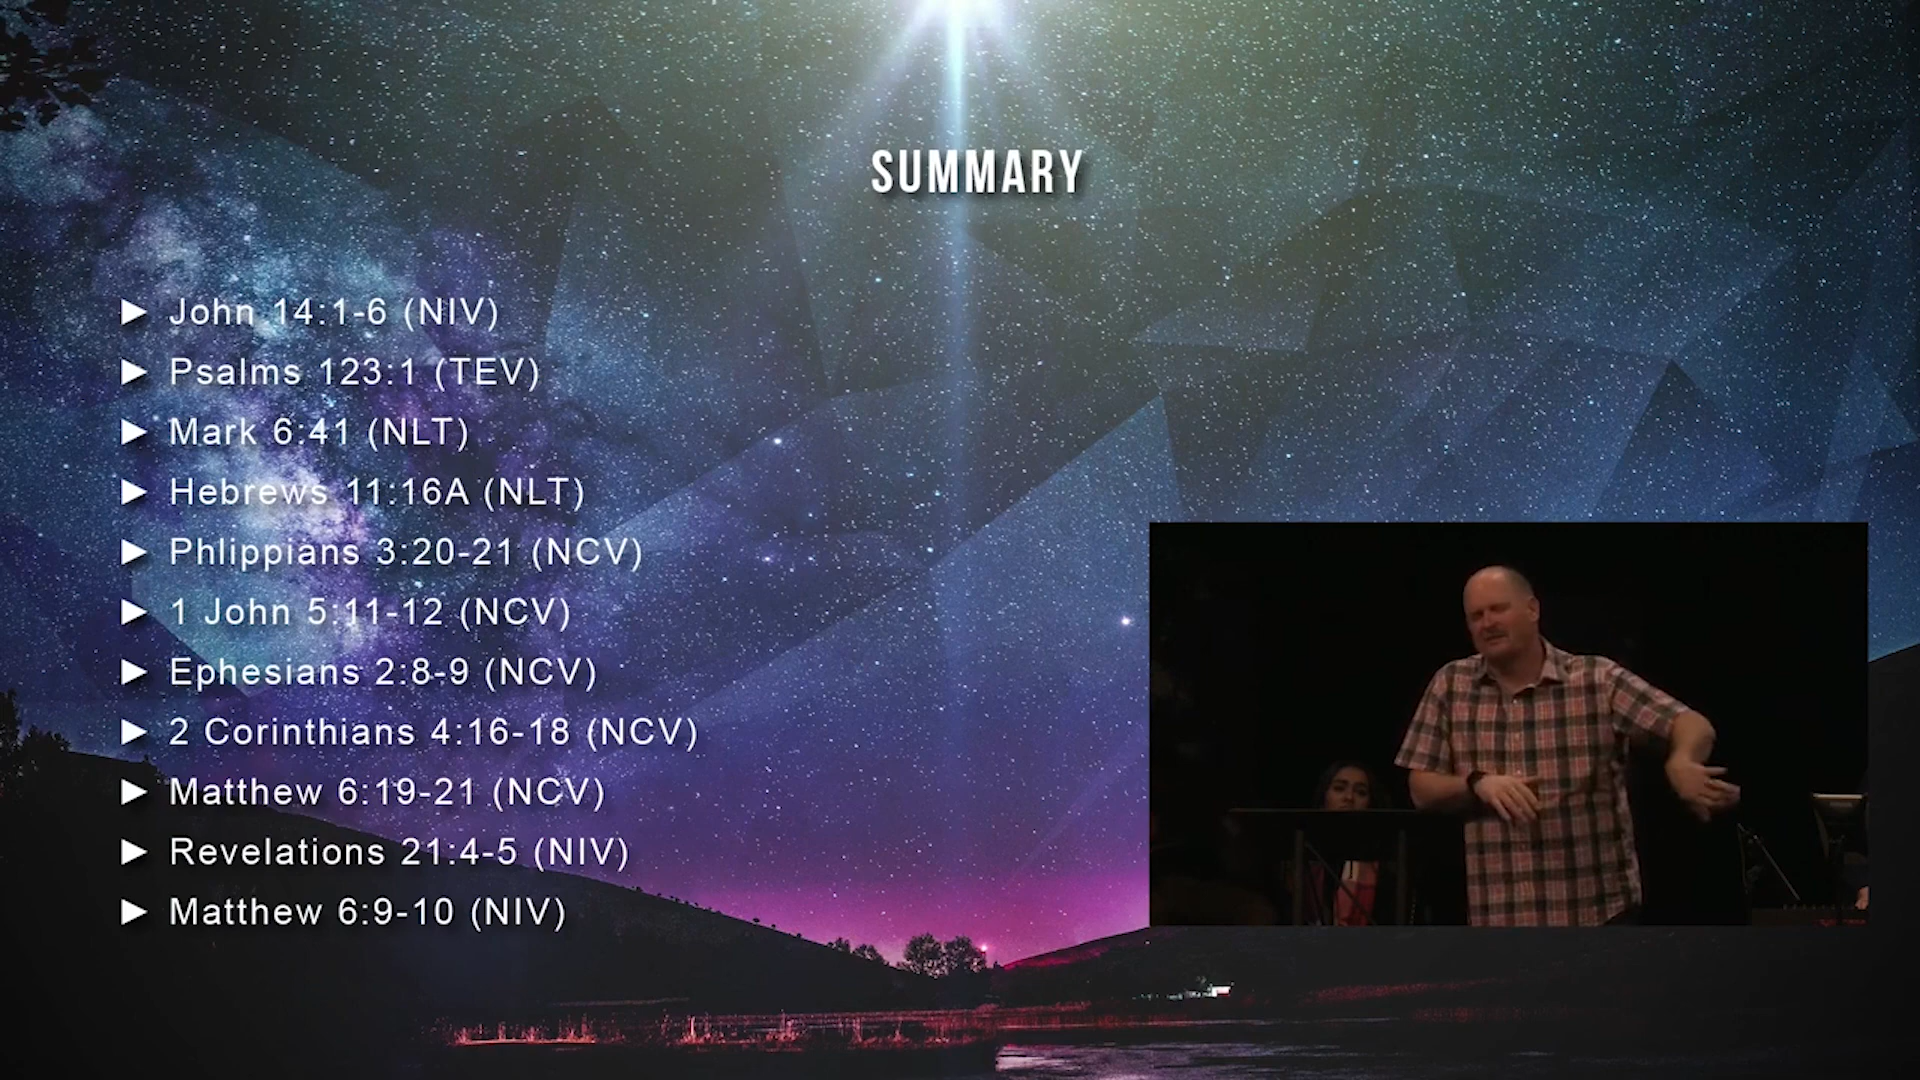 SUMMARY
► John 14:1-6 (NIV)
► Psalms 123:1 (TEV)
► Mark 6:41 (NLT)
► Hebrews 11:16A (NLT)
► Phlippians 3:20-21 (NCV)
► 1 John 5:11-12 (NCV)
► Ephesians 2:8-9 (NCV)
► 2 Corinthians 4:16-18 (NCV)
► Matthew 6:19-21 (NCV)
► Revelations 21:4-5 (NIV)
► Matthew 6:9-10 (NIV)